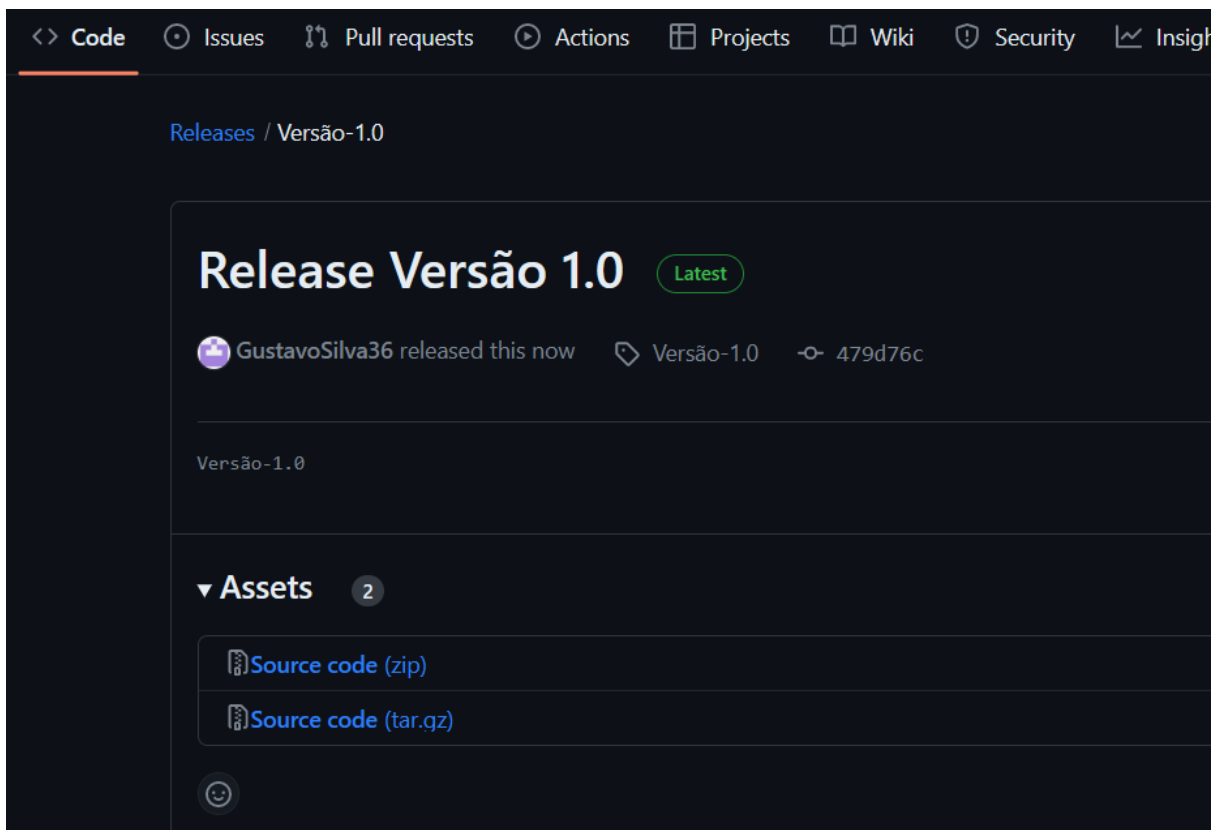 <> Code Issues Pull requests Actions Projects Wiki Security Insigh
Releases / Versão-1.0
Release Versão 1.0 Latest
GustavoSilva36 released this now Versão-1.0 479d76c
Versão-1.0
Assets 2
Source code (zip)
Source code (tar.gz)